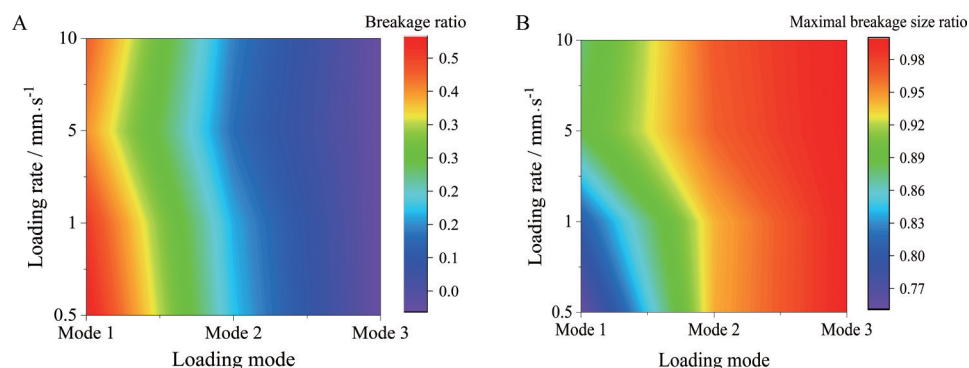 A
Breakage ratio
10
5
1
0.5
Loading rate / mm·s⁻¹
Mode 1
Mode 2
Mode 3
Loading mode
0.5
0.4
0.3
0.3
0.2
0.1
0.0
B
Maximal breakage size ratio
10
5
1
0.5
Loading rate / mm·s⁻¹
Mode 1
Mode 2
Mode 3
Loading mode
0.98
0.95
0.92
0.89
0.86
0.83
0.80
0.77